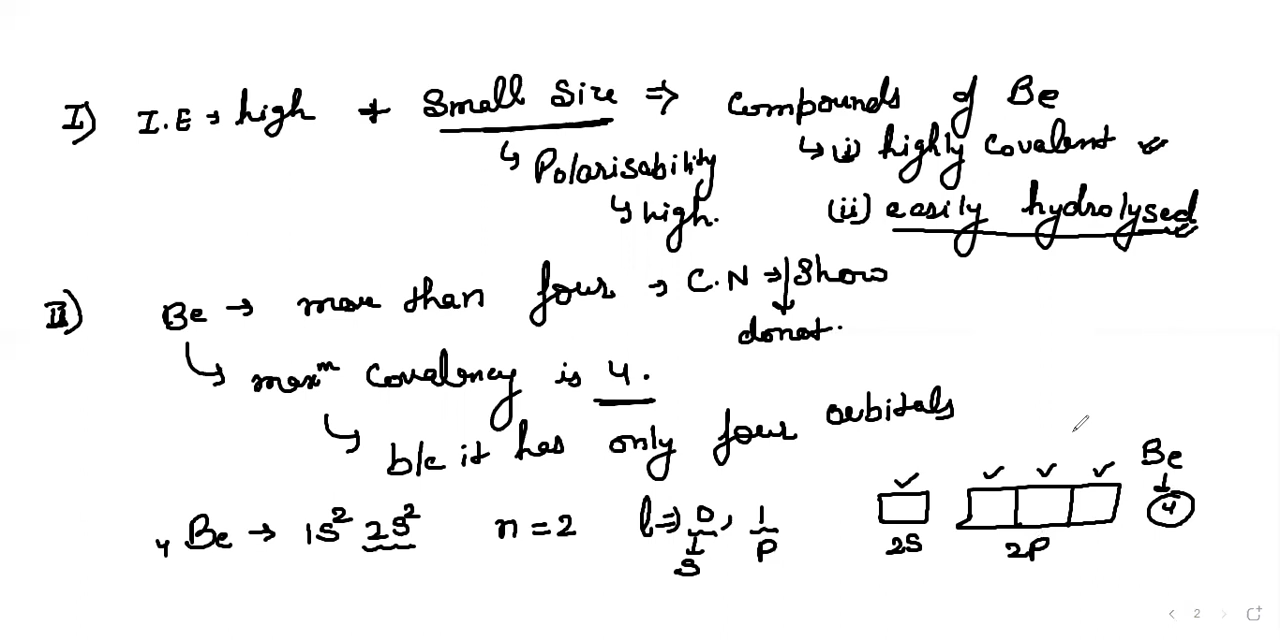 I) I.E → high + Small Size ⇒ Compounds of Be
↳ Polarisability
↳ high.
↳ (i) highly covalent
(ii) easily hydrolysed
II) Be → more than four → C.N ⇒ Show
↓
donot.
↳ maxᵐ Covalency is 4.
↳ b/c it has only four orbitals
₄Be → 1S² 2S² n = 2 l ⇒ 0, 1
S P
2S 2P
Be
↓
4
2